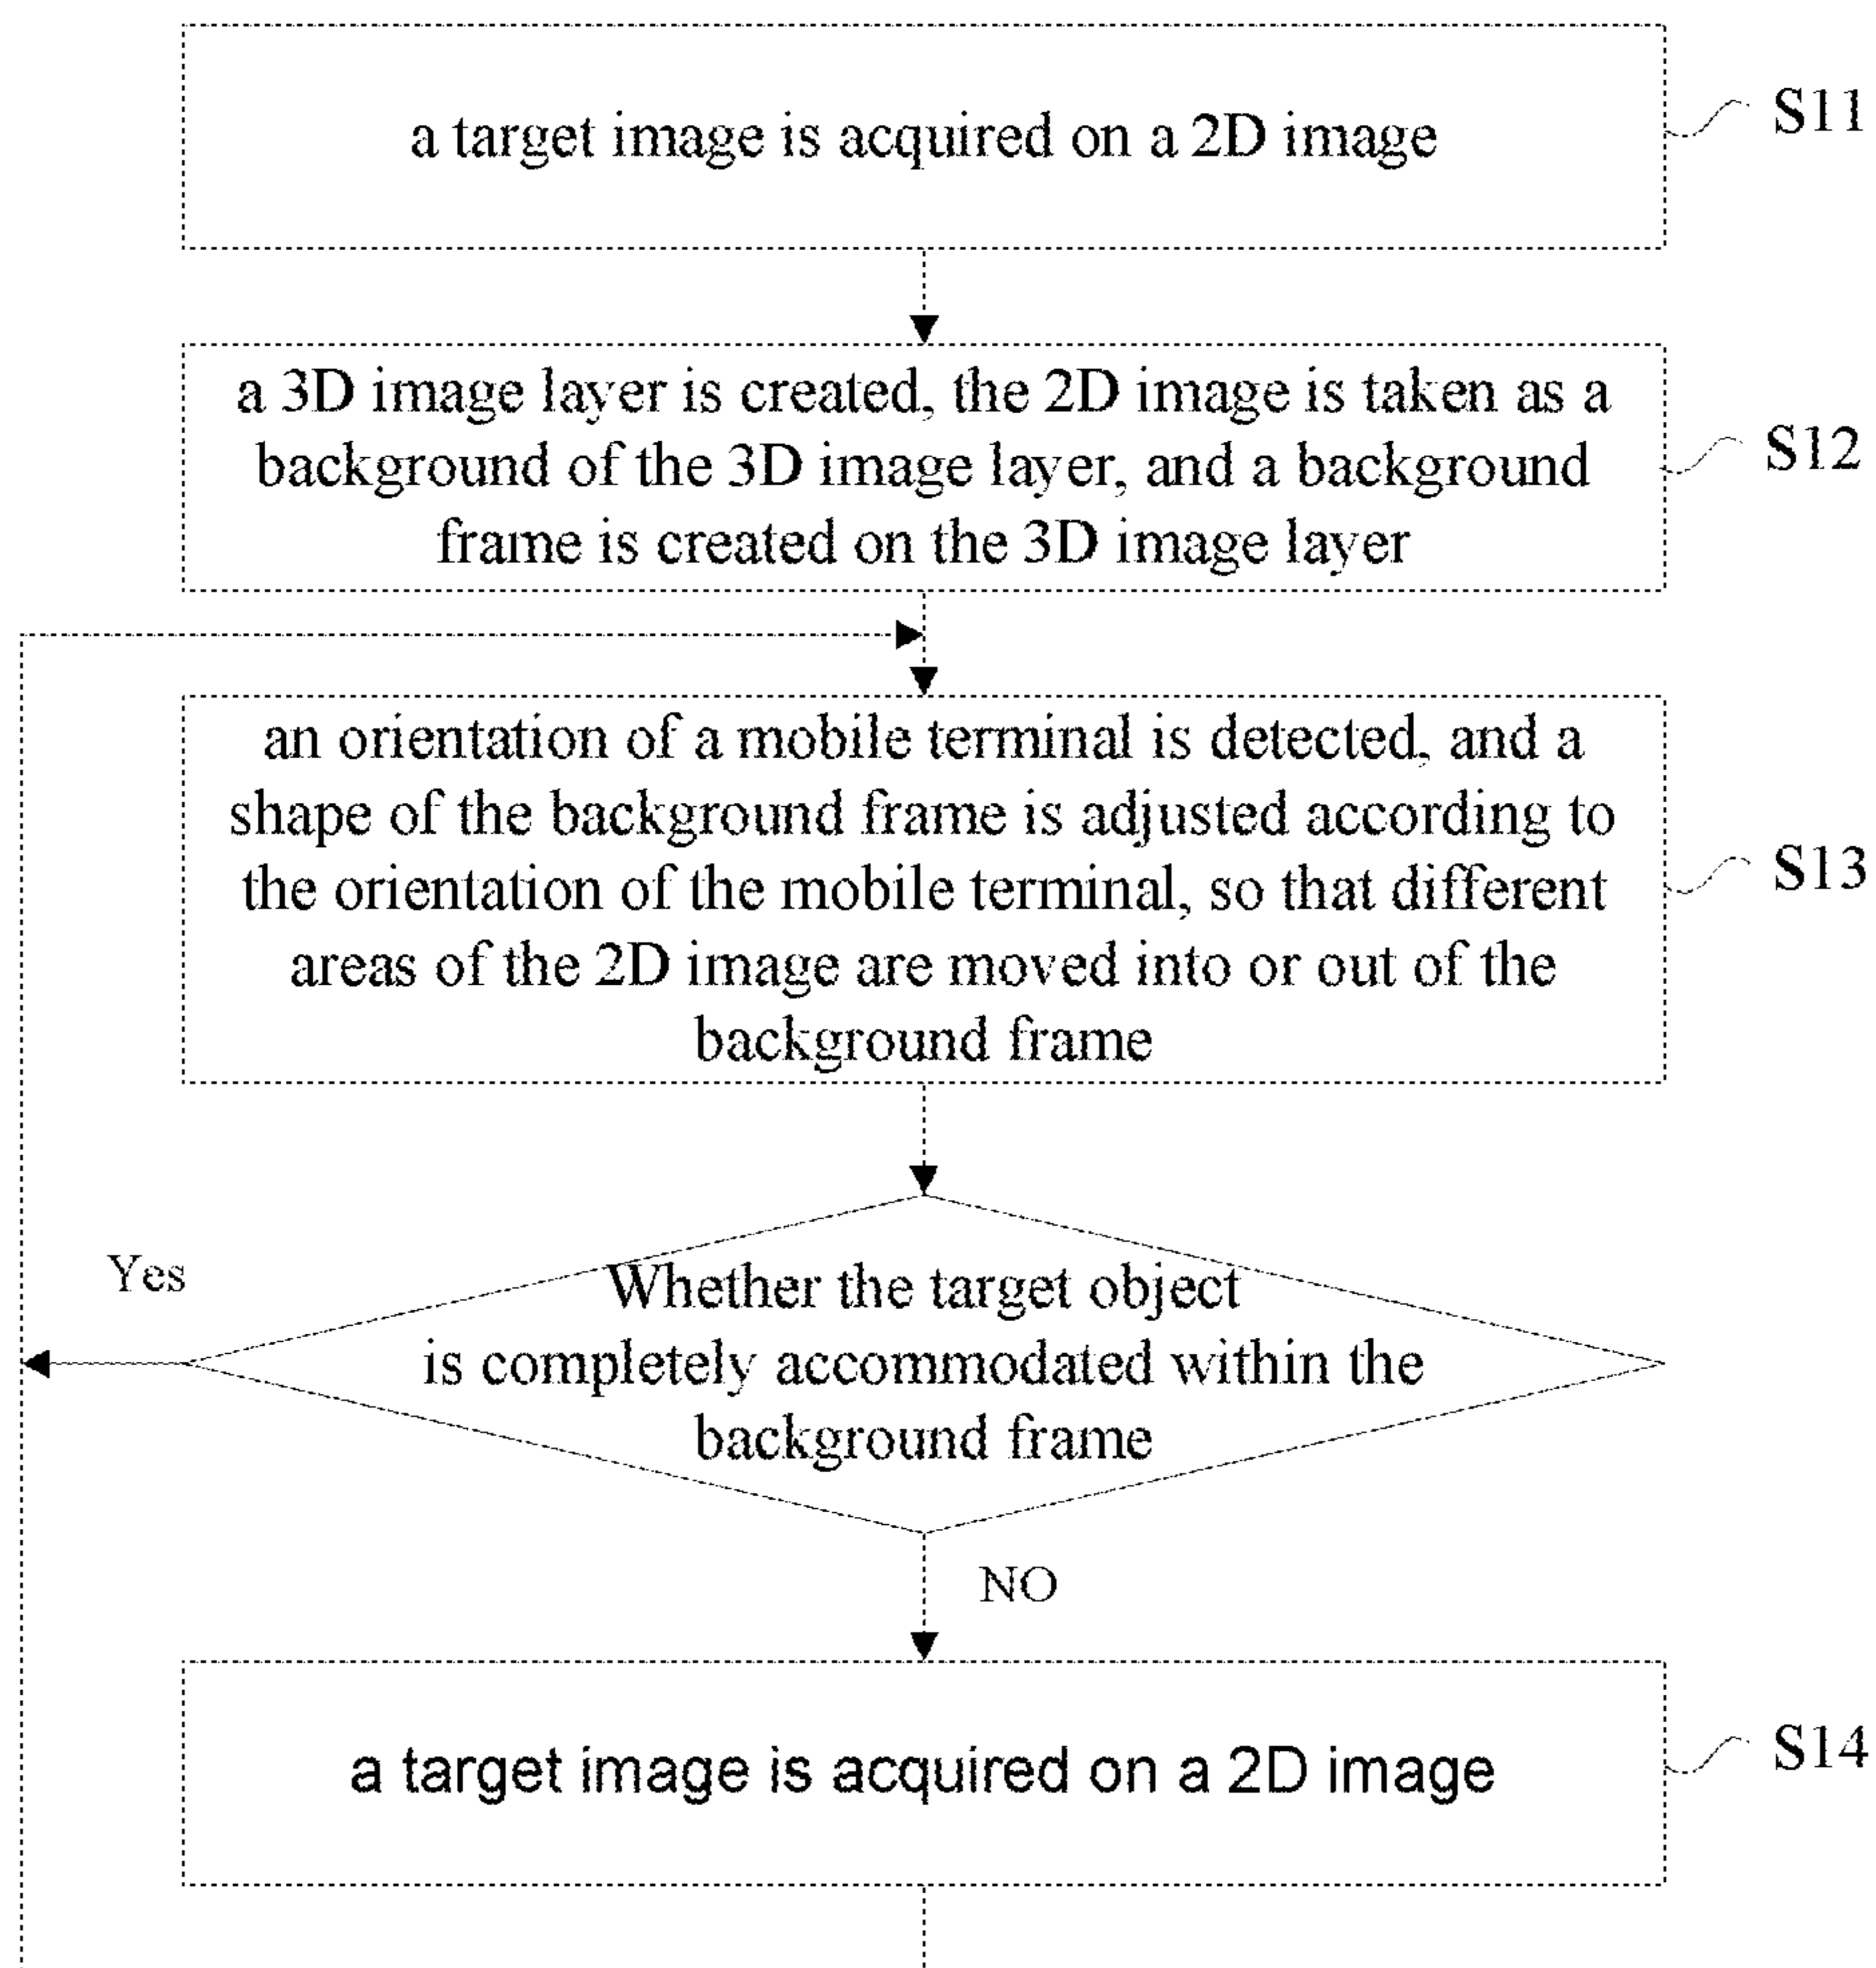 a target image is acquired on a 2D image
S11
a 3D image layer is created, the 2D image is taken as a
background of the 3D image layer, and a background
frame is created on the 3D image layer
S12
an orientation of a mobile terminal is detected, and a
shape of the background frame is adjusted according to
the orientation of the mobile terminal, so that different
areas of the 2D image are moved into or out of the
background frame
S13
Yes
Whether the target object
is completely accommodated within the
background frame
NO
a target image is acquired on a 2D image
S14